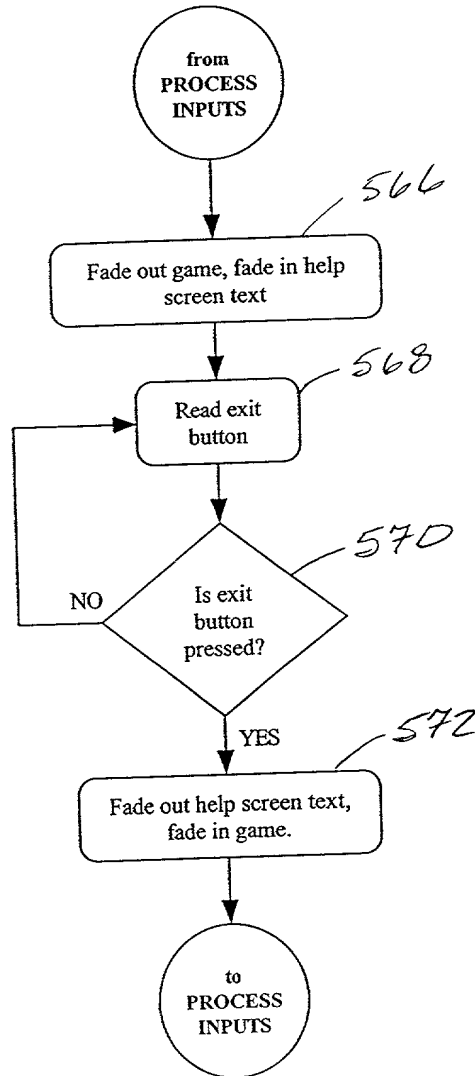 from
PROCESS
INPUTS
566
Fade out game, fade in help
screen text
568
Read exit
button
570
NO
Is exit
button
pressed?
YES
572
Fade out help screen text,
fade in game.
to
PROCESS
INPUTS